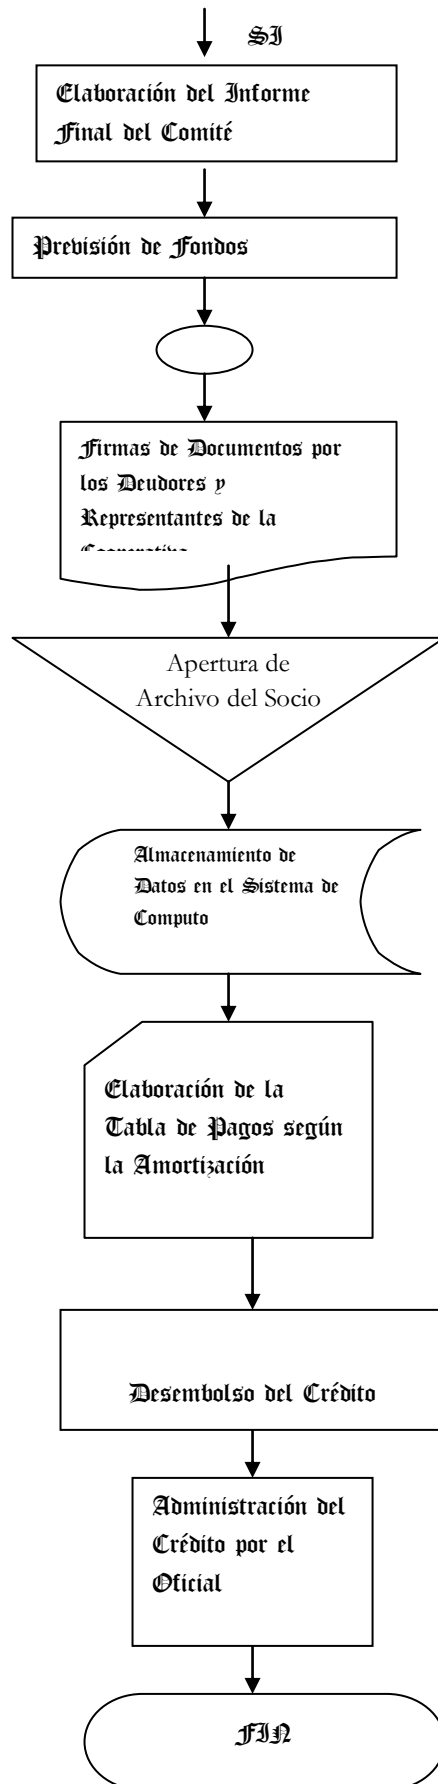 SI
Elaboración del Informe
Final del Comité
Previsión de Fondos
Firmas de Documentos por
los Deudores y
Representantes de la
Cooperativa
Apertura de
Archivo del Socio
Almacenamiento de
Datos en el Sistema de
Computo
Elaboración de la
Tabla de Pagos según
la Amortización
Desembolso del Crédito
Administración del
Crédito por el
Oficial
FIN